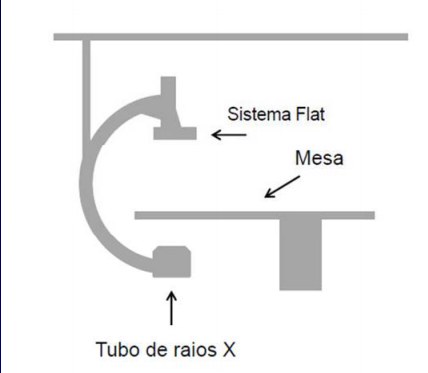 Sistema Flat
Mesa
Tubo de raios X